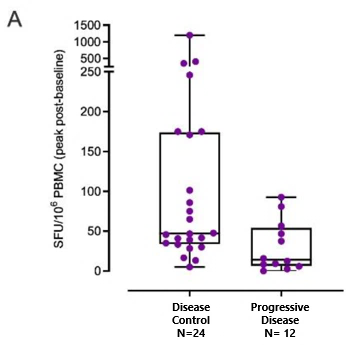 A
SFU/10⁶ PBMC (peak post-baseline)
1500
1000
500
250
200
150
100
50
0
Disease
Control
N=24
Progressive
Disease
N= 12